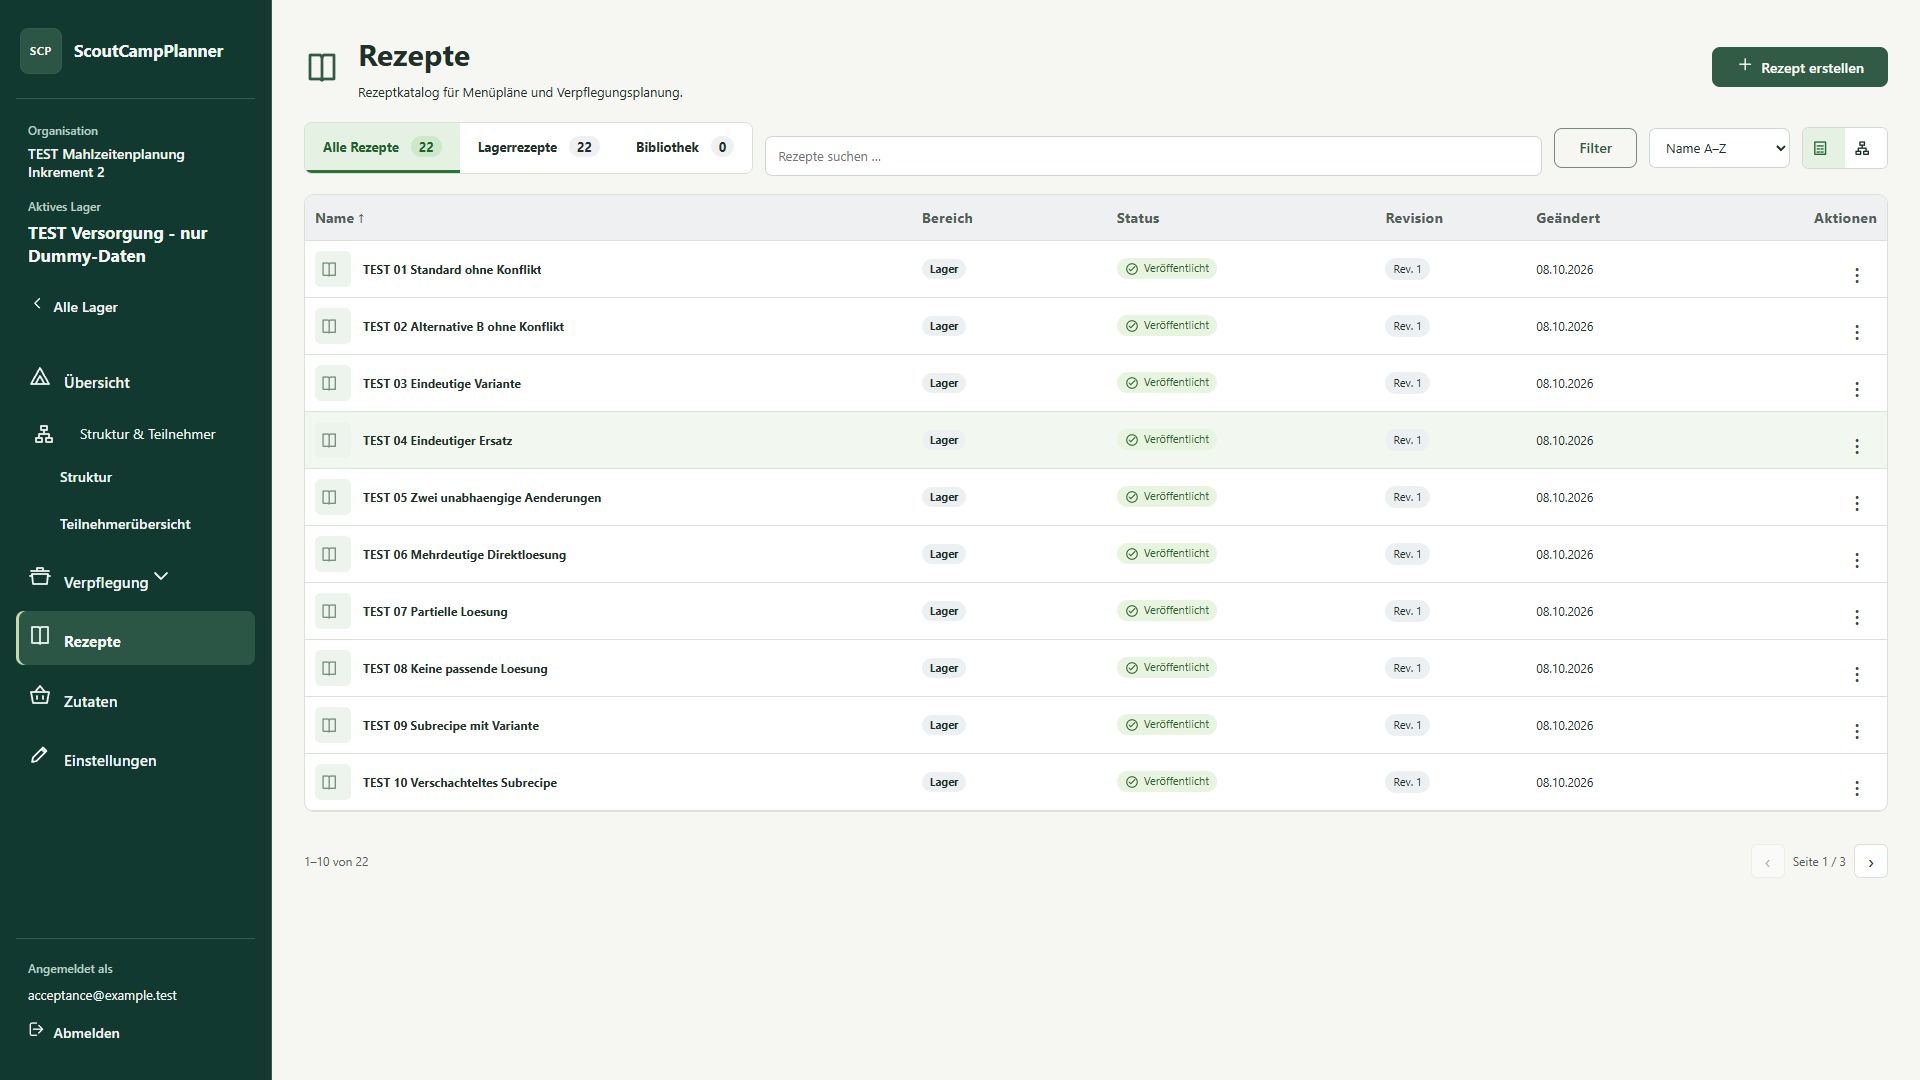 SCP
ScoutCampPlanner
Organisation
TEST Mahlzeitenplanung
Inkrement 2
Aktives Lager
TEST Versorgung - nur
Dummy-Daten
Alle Lager
Übersicht
Struktur & Teilnehmer
Struktur
Teilnehmerübersicht
Verpflegung
Rezepte
Zutaten
Einstellungen
Angemeldet als
acceptance@example.test
Abmelden
Rezepte
Rezeptkatalog für Menüpläne und Verpflegungsplanung.
+ Rezept erstellen
Alle Rezepte 22 Lagerrezepte 22 Bibliothek 0 Rezepte suchen ... Filter Name A–Z
Name ↑ Bereich Status Revision Geändert Aktionen
TEST 01 Standard ohne Konflikt Lager Veröffentlicht Rev. 1 08.10.2026
TEST 02 Alternative B ohne Konflikt Lager Veröffentlicht Rev. 1 08.10.2026
TEST 03 Eindeutige Variante Lager Veröffentlicht Rev. 1 08.10.2026
TEST 04 Eindeutiger Ersatz Lager Veröffentlicht Rev. 1 08.10.2026
TEST 05 Zwei unabhaengige Aenderungen Lager Veröffentlicht Rev. 1 08.10.2026
TEST 06 Mehrdeutige Direktloesung Lager Veröffentlicht Rev. 1 08.10.2026
TEST 07 Partielle Loesung Lager Veröffentlicht Rev. 1 08.10.2026
TEST 08 Keine passende Loesung Lager Veröffentlicht Rev. 1 08.10.2026
TEST 09 Subrecipe mit Variante Lager Veröffentlicht Rev. 1 08.10.2026
TEST 10 Verschachteltes Subrecipe Lager Veröffentlicht Rev. 1 08.10.2026
1–10 von 22 ‹ Seite 1 / 3 ›